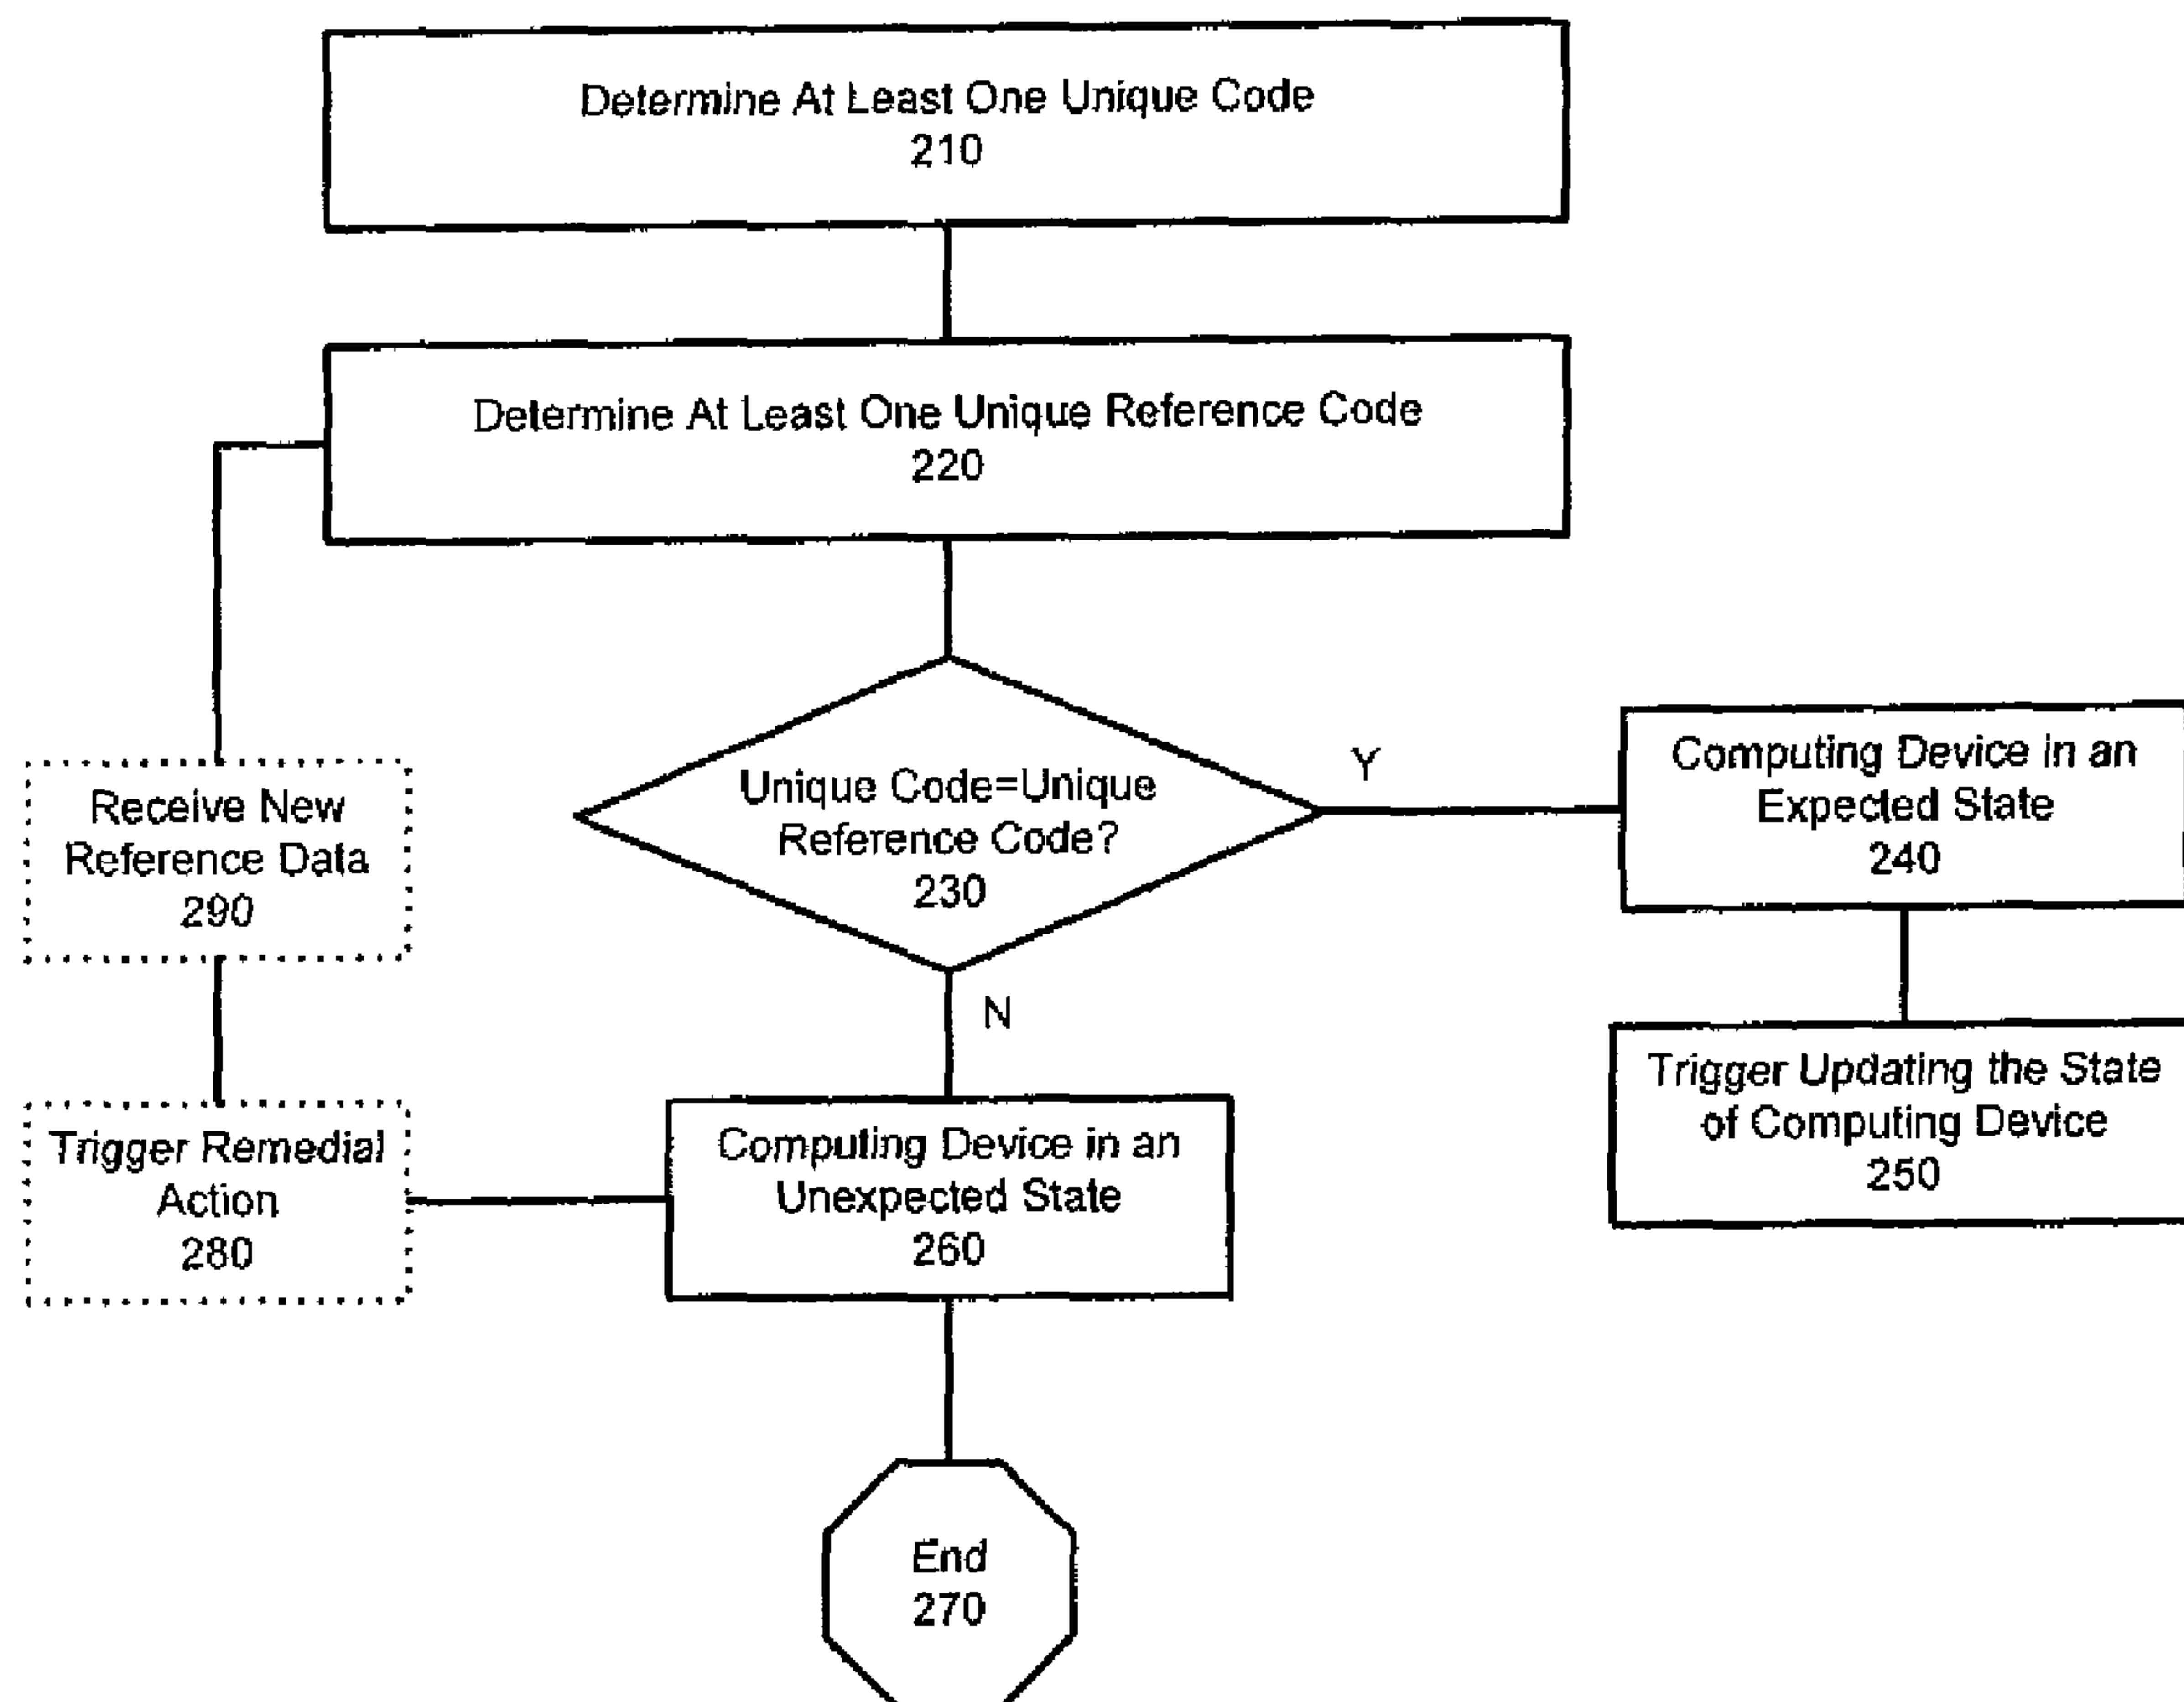 Determine At Least One Unique Code
210
Determine At Least One Unique Reference Code
220
Unique Code=Unique
Reference Code?
230
Y
N
Computing Device in an
Expected State
240
Trigger Updating the State
of Computing Device
250
Receive New
Reference Data
290
Trigger Remedial
Action
280
Computing Device in an
Unexpected State
260
End
270